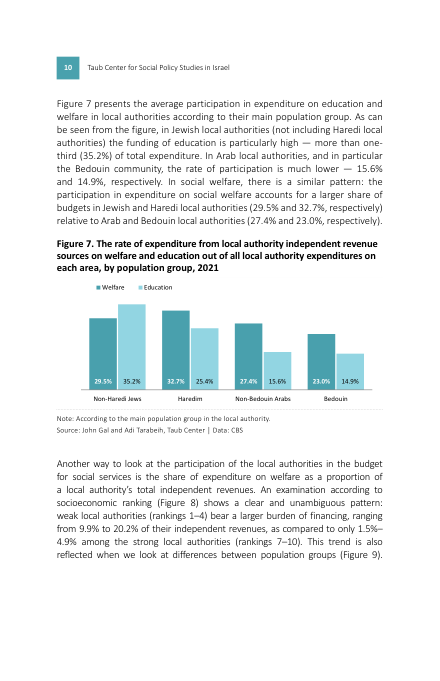 10
Taub Center for Social Policy Studies in Israel
Figure 7 presents the average participation in expenditure on education and
welfare in local authorities according to their main population group. As can
be seen from the figure, in Jewish local authorities (not including Haredi local
authorities) the funding of education is particularly high — more than one-
third (35.2%) of total expenditure. In Arab local authorities, and in particular
the Bedouin community, the rate of participation is much lower — 15.6%
and 14.9%, respectively. In social welfare, there is a similar pattern: the
participation in expenditure on social welfare accounts for a larger share of
budgets in Jewish and Haredi local authorities (29.5% and 32.7%, respectively)
relative to Arab and Bedouin local authorities (27.4% and 23.0%, respectively).
Figure 7. The rate of expenditure from local authority independent revenue
sources on welfare and education out of all local authority expenditures on
each area, by population group, 2021
Welfare Education
29.5% 35.2% 32.7% 25.4% 27.4% 15.6% 23.0% 14.9%
Non-Haredi Jews Haredim Non-Bedouin Arabs Bedouin
Note: According to the main population group in the local authority.
Source: John Gal and Adi Tarabeih, Taub Center | Data: CBS
Another way to look at the participation of the local authorities in the budget
for social services is the share of expenditure on welfare as a proportion of
a local authority's total independent revenues. An examination according to
socioeconomic ranking (Figure 8) shows a clear and unambiguous pattern:
weak local authorities (rankings 1–4) bear a larger burden of financing, ranging
from 9.9% to 20.2% of their independent revenues, as compared to only 1.5%–
4.9% among the strong local authorities (rankings 7–10). This trend is also
reflected when we look at differences between population groups (Figure 9).